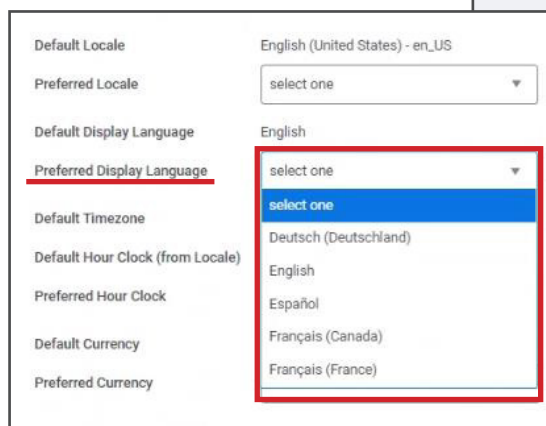 Default Locale English (United States) - en_US
Preferred Locale select one
Default Display Language English
Preferred Display Language select one
select one
Default Timezone
Deutsch (Deutschland)
Default Hour Clock (from Locale)
English
Preferred Hour Clock
Español
Default Currency
Français (Canada)
Français (France)
Preferred Currency